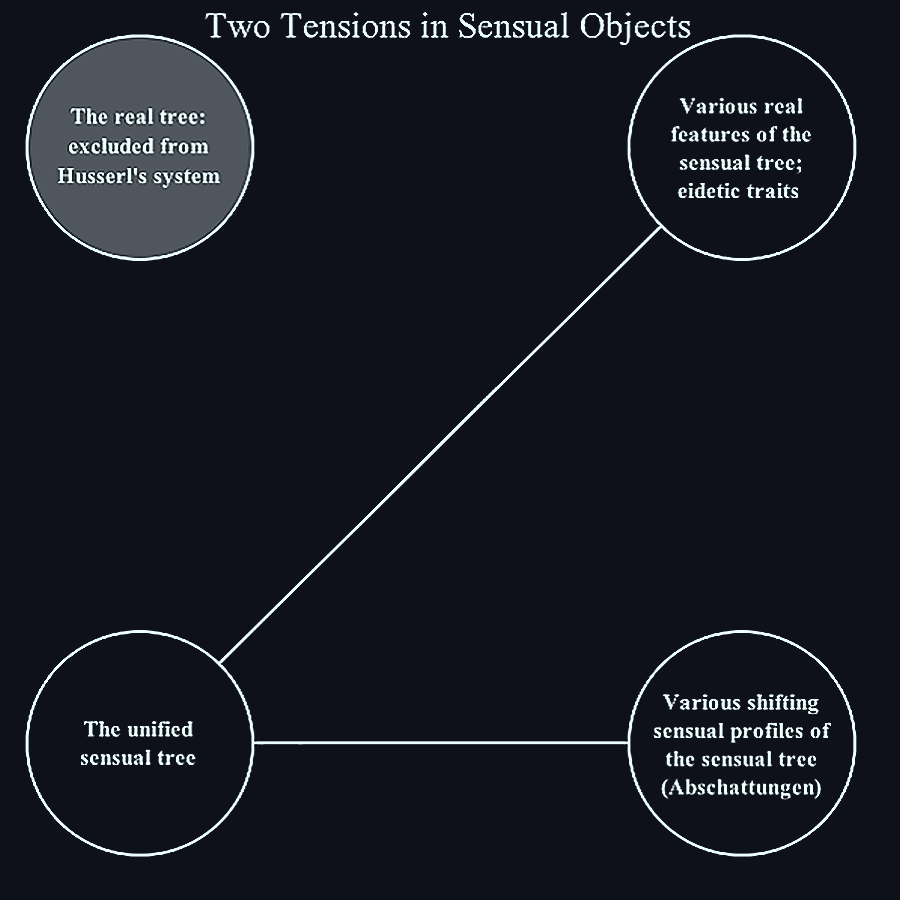 Two Tensions in Sensual Objects
The real tree:
excluded from
Husserl's system
Various real
features of the
sensual tree;
eidetic traits
The unified
sensual tree
Various shifting
sensual profiles of
the sensual tree
(Abschattungen)